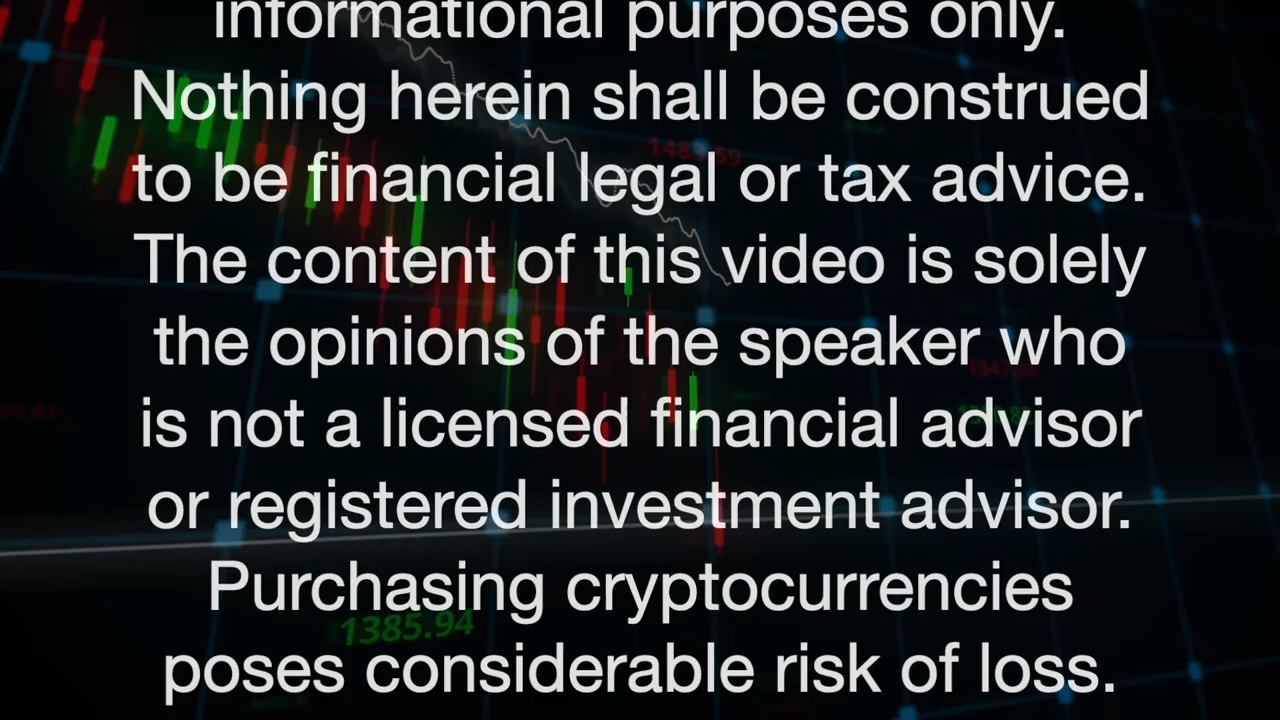 informational purposes only.
Nothing herein shall be construed
to be financial legal or tax advice.
The content of this video is solely
the opinions of the speaker who
is not a licensed financial advisor
or registered investment advisor.
Purchasing cryptocurrencies
1385.94
poses considerable risk of loss.